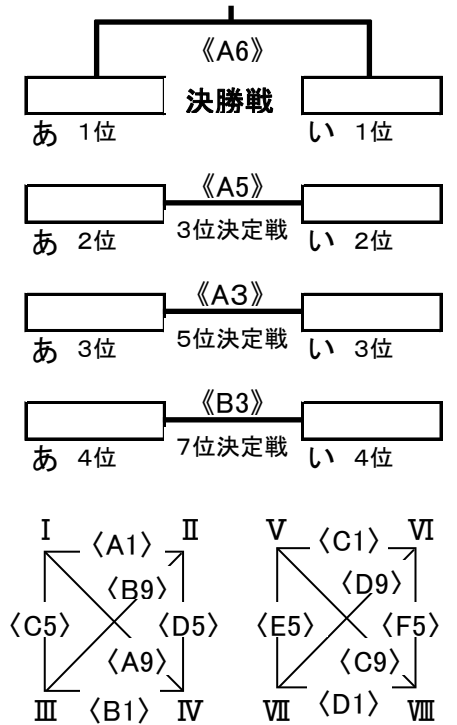 《A6》
決勝戦
あ 1位 い 1位
《A5》
3位決定戦
あ 2位 い 2位
《A3》
5位決定戦
あ 3位 い 3位
《B3》
7位決定戦
あ 4位 い 4位
Ⅰ 〈A1〉 Ⅱ Ⅴ 〈C1〉 Ⅵ
〈B9〉 〈D9〉
〈C5〉 〈D5〉 〈E5〉 〈F5〉
〈A9〉 〈C9〉
Ⅲ 〈B1〉 Ⅳ Ⅶ 〈D1〉 Ⅷ